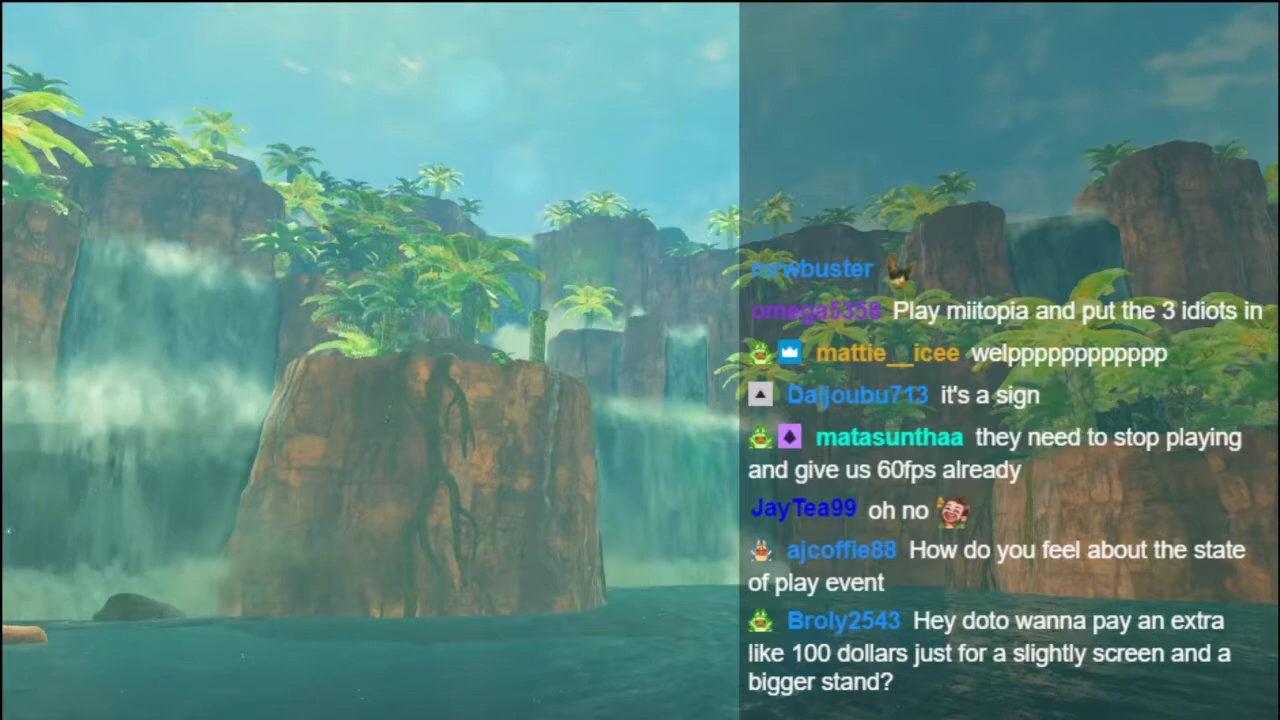 mrwbuster
omega5358 Play miitopia and put the 3 idiots in
mattie__icee welppppppppppp
Daijoubu713 it's a sign
matasunthaa they need to stop playing
and give us 60fps already
JayTea99 oh no
ajcoffie88 How do you feel about the state
of play event
Broly2543 Hey doto wanna pay an extra
like 100 dollars just for a slightly screen and a
bigger stand?